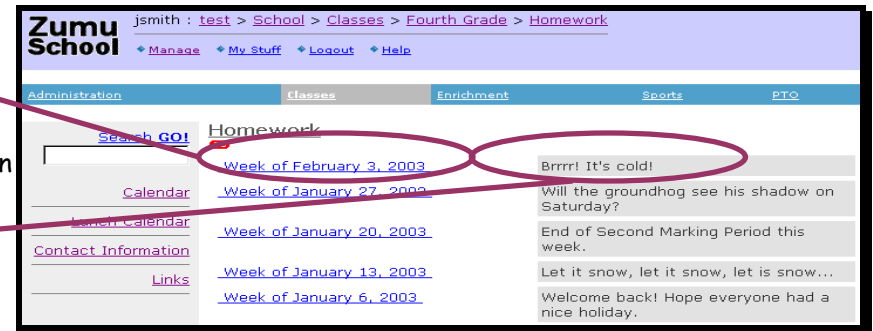 Zumu School
jsmith : test > School > Classes > Fourth Grade > Homework
Manage My Stuff Logout Help
Administration Classes Enrichment Sports PTO
Search GO!
n
Calendar
Lunch Calendar
Contact Information
Links
Homework
Week of February 3, 2003 Brrrr! It's cold!
Week of January 27, 2003 Will the groundhog see his shadow on
Saturday?
Week of January 20, 2003 End of Second Marking Period this
week.
Week of January 13, 2003 Let it snow, let it snow, let is snow...
Week of January 6, 2003 Welcome back! Hope everyone had a
nice holiday.